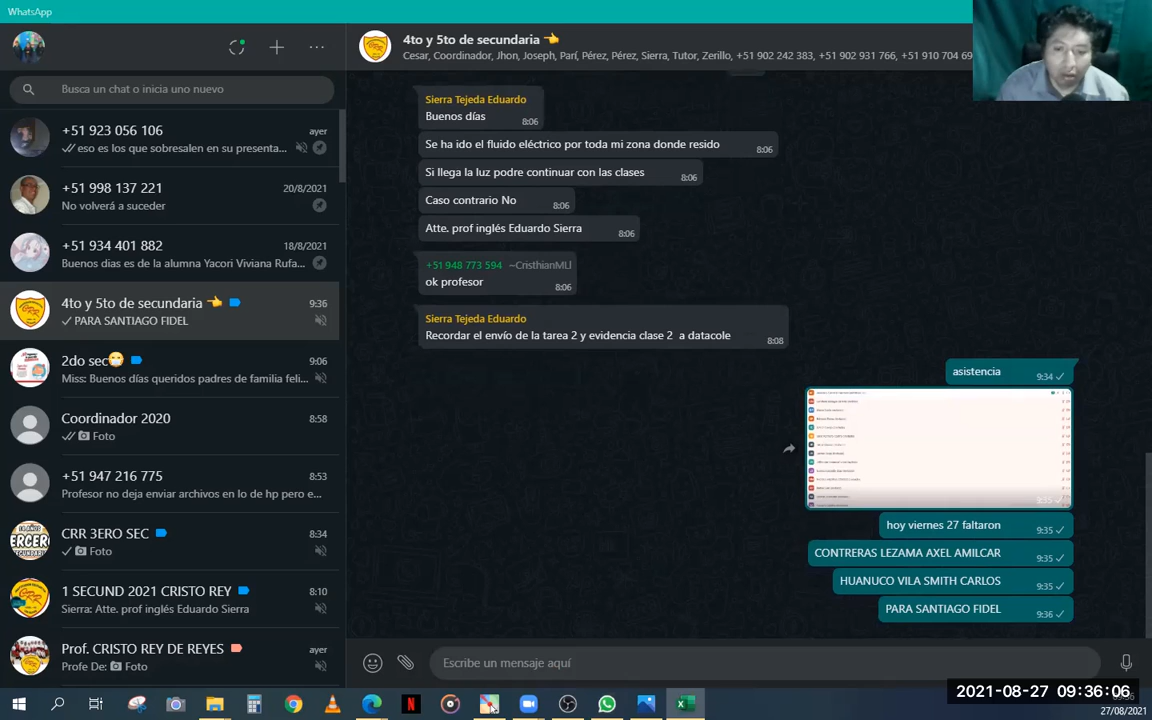 WhatsApp
Busca un chat o inicia uno nuevo
+51 923 056 106
ayer
eso es los que sobresalen en su presenta...
+51 998 137 221
20/8/2021
No volverá a suceder
+51 934 401 882
18/8/2021
Buenos dias es de la alumna Yacori Viviana Rufa...
4to y 5to de secundaria 👈
9:36
PARA SANTIAGO FIDEL
2do sec😷
9:06
Miss: Buenos días queridos padres de familia feli...
Coordinador 2020
8:58
Foto
+51 947 216 775
8:53
Profesor no deja enviar archivos en lo de hp pero e...
CRR 3ERO SEC
8:34
Foto
1 SECUND 2021 CRISTO REY
8:10
Sierra: Atte. prof inglés Eduardo Sierra
Prof. CRISTO REY DE REYES
ayer
Profe De: Foto
4to y 5to de secundaria 👈
Cesar, Coordinador, Jhon, Joseph, Parí, Pérez, Pérez, Sierra, Tutor, Zerillo, +51 902 242 383, +51 902 931 766, +51 910 704 69
Sierra Tejeda Eduardo
Buenos días
8:06
Se ha ido el fluido eléctrico por toda mi zona donde resido
8:06
Si llega la luz podre continuar con las clases
8:06
Caso contrario No
8:06
Atte. prof inglés Eduardo Sierra
8:06
+51 948 773 594 ~CristhianMLJ
ok profesor
8:06
Sierra Tejeda Eduardo
Recordar el envío de la tarea 2 y evidencia clase 2 a datacole
8:08
asistencia
9:34
9:35
hoy viernes 27 faltaron
9:35
CONTRERAS LEZAMA AXEL AMILCAR
9:35
HUANUCO VILA SMITH CARLOS
9:35
PARA SANTIAGO FIDEL
9:36
Escribe un mensaje aquí
2021-08-27 09:36:06
27/08/2021